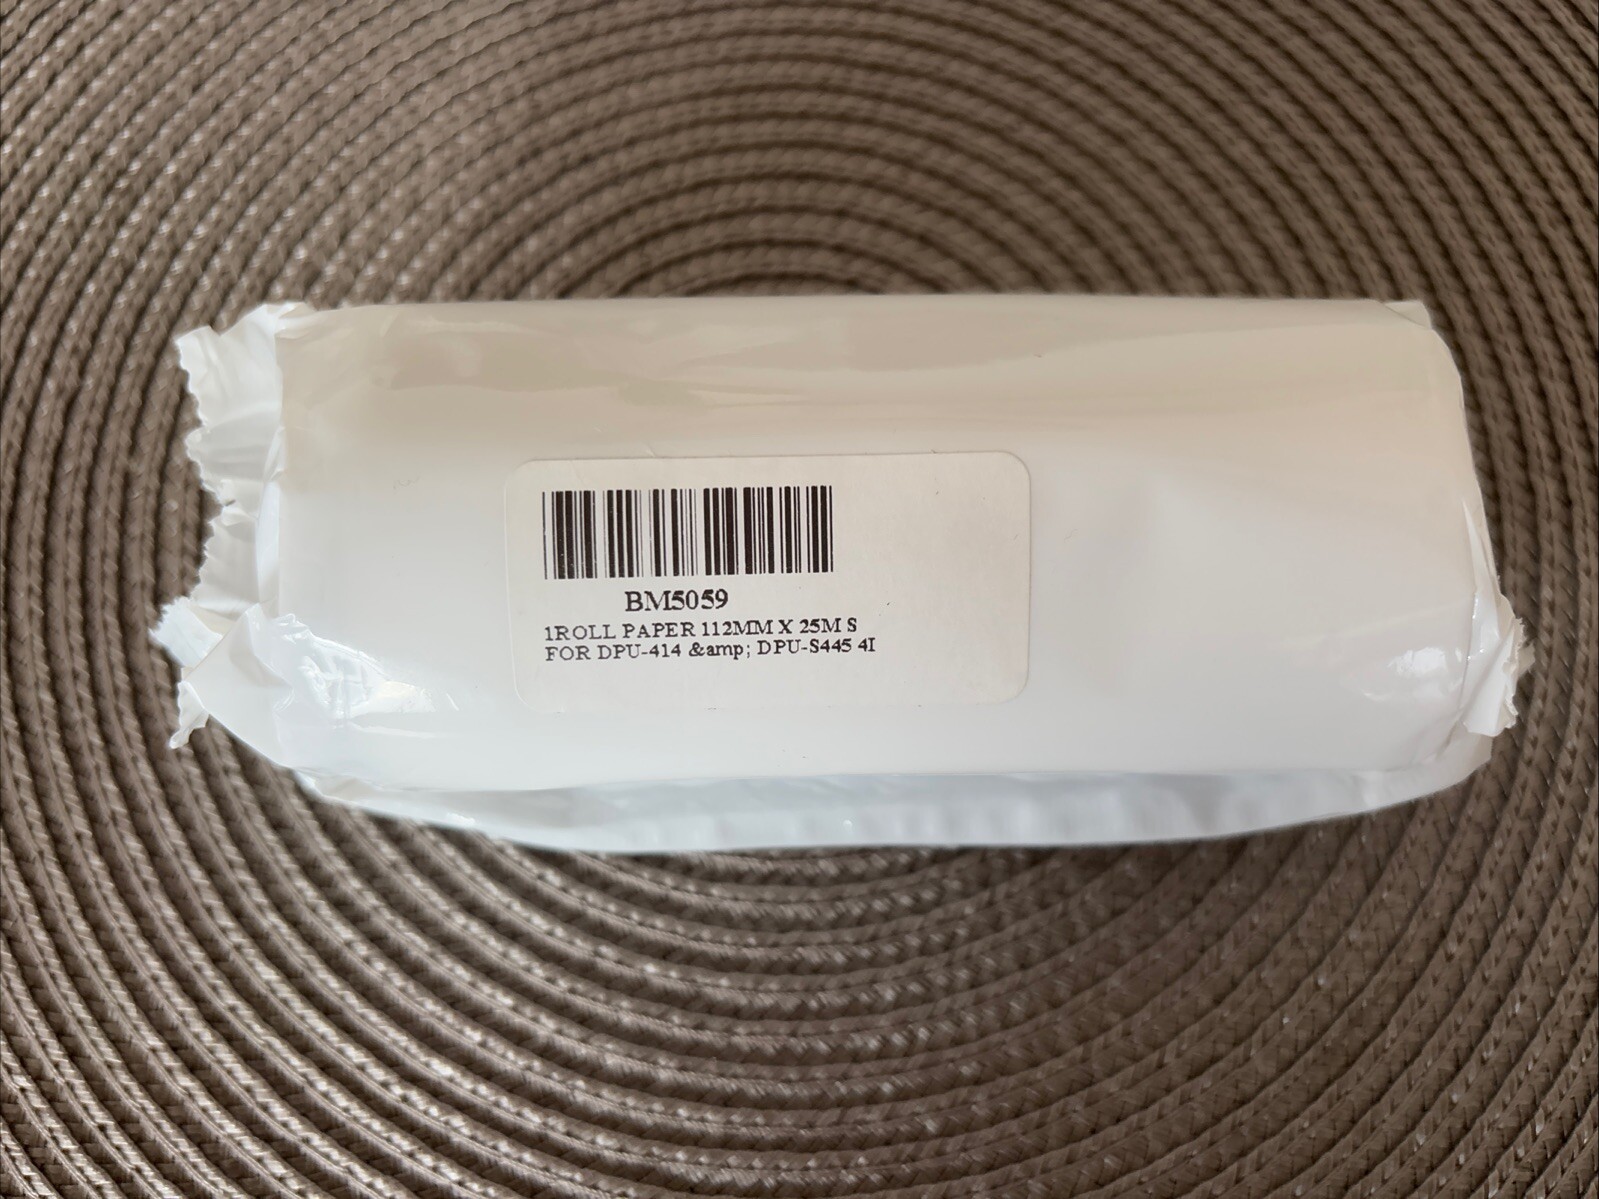 BM5059
1ROLL PAPER 112MM X 25M S
FOR DPU-414 &amp; DPU-S445 4I